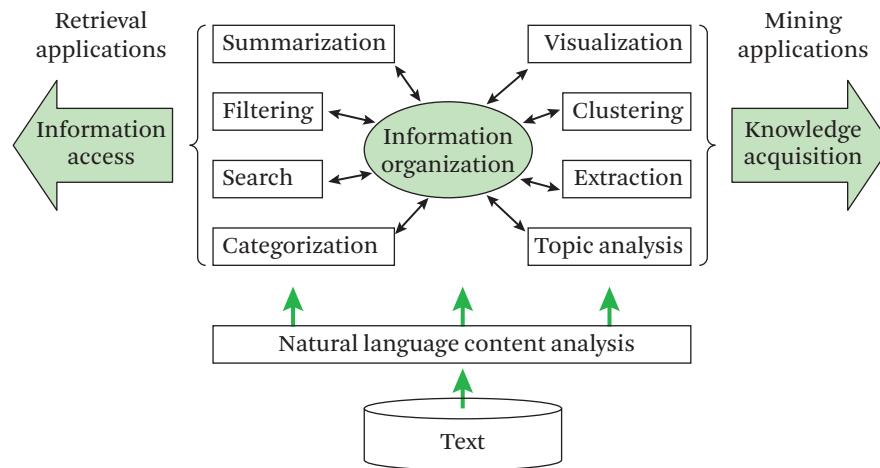 Retrieval
applications
Summarization
Visualization
Mining
applications
Filtering
Clustering
Information
access
Information
organization
Knowledge
acquisition
Search
Extraction
Categorization
Topic analysis
Natural language content analysis
Text